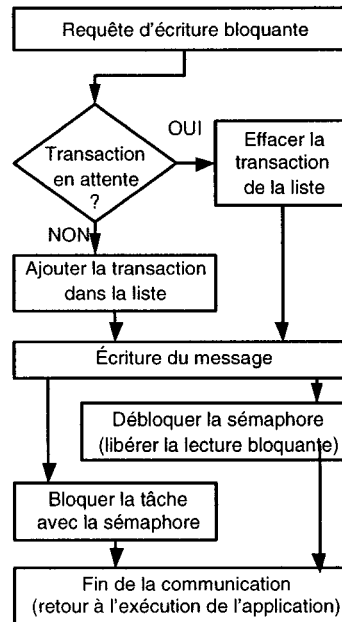 Requête d'écriture bloquante
OUI
Transaction
en attente
?
Effacer la
transaction
de la liste
NON
Ajouter la transaction
dans la liste
Écriture du message
Débloquer la sémaphore
(libérer la lecture bloquante)
Bloquer la tâche
avec la sémaphore
Fin de la communication
(retour à l'exécution de l'application)